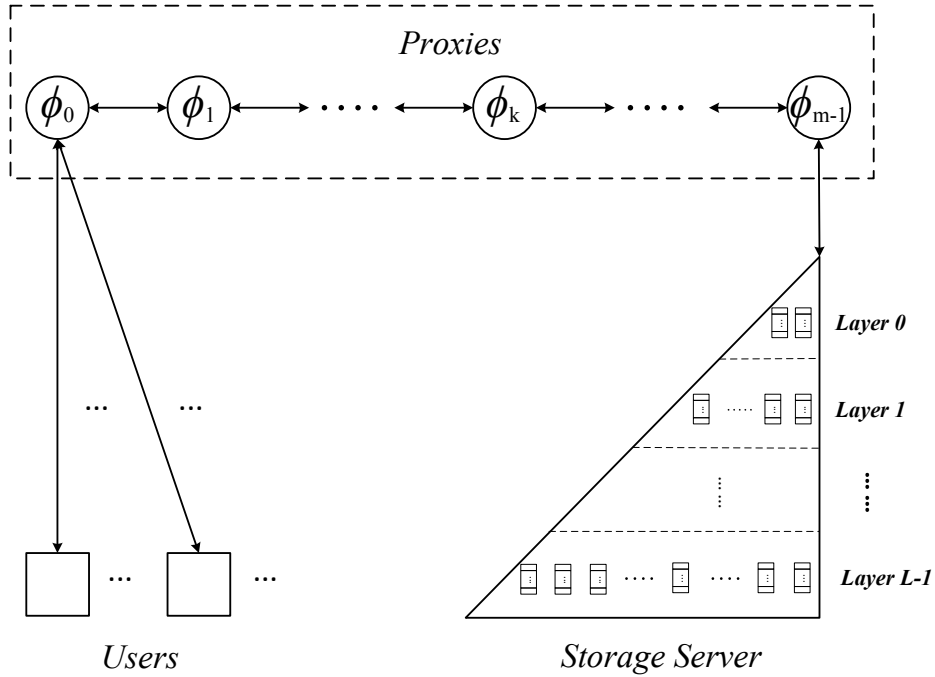 Proxies
ϕ0 ϕ1 .... ϕk .... ϕm-1
Layer 0
... ... ..... Layer 1
Layer L-1
... ... .... ....
Users Storage Server